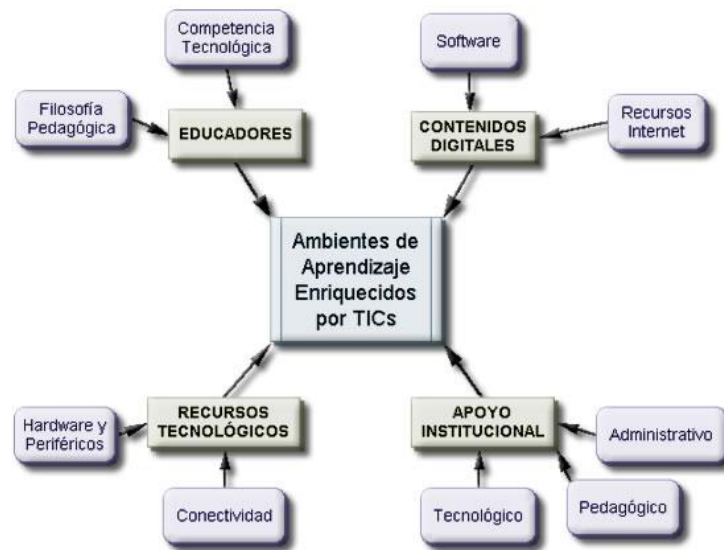 Competencia
Tecnológica
Software
Filosofía
Pedagógica
EDUCADORES
CONTENIDOS
DIGITALES
Recursos
Internet
Ambientes de
Aprendizaje
Enriquecidos
por TICs
Hardware y
Periféricos
RECURSOS
TECNOLÓGICOS
APOYO
INSTITUCIONAL
Administrativo
Conectividad
Tecnológico
Pedagógico